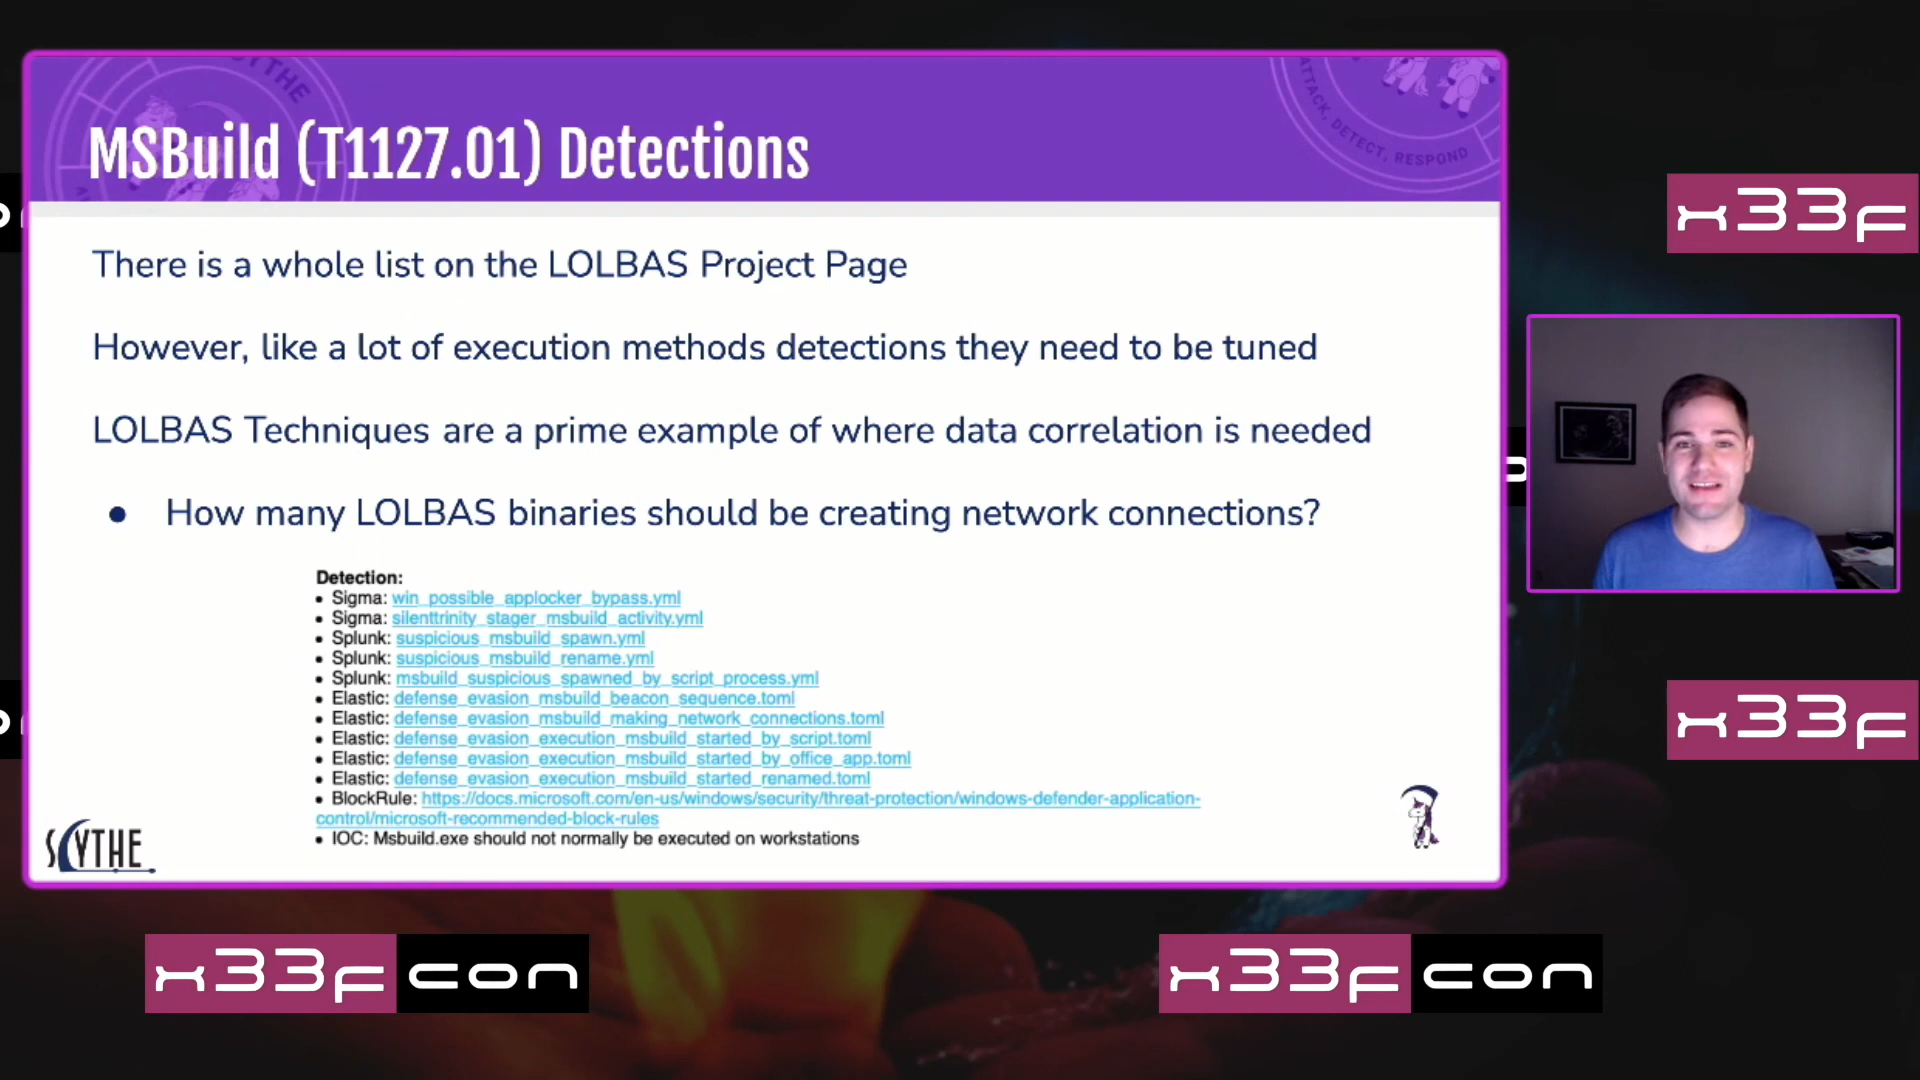 SCYTHE
ATTACK, DETECT, RESPOND
MSBuild (T1127.01) Detections
There is a whole list on the LOLBAS Project Page
However, like a lot of execution methods detections they need to be tuned
LOLBAS Techniques are a prime example of where data correlation is needed
● How many LOLBAS binaries should be creating network connections?
Detection:
• Sigma: win_possible_applocker_bypass.yml
• Sigma: silenttrinity_stager_msbuild_activity.yml
• Splunk: suspicious_msbuild_spawn.yml
• Splunk: suspicious_msbuild_rename.yml
• Splunk: msbuild_suspicious_spawned_by_script_process.yml
• Elastic: defense_evasion_msbuild_beacon_sequence.toml
• Elastic: defense_evasion_msbuild_making_network_connections.toml
• Elastic: defense_evasion_execution_msbuild_started_by_script.toml
• Elastic: defense_evasion_execution_msbuild_started_by_office_app.toml
• Elastic: defense_evasion_execution_msbuild_started_renamed.toml
• BlockRule: https://docs.microsoft.com/en-us/windows/security/threat-protection/windows-defender-application-
control/microsoft-recommended-block-rules
• IOC: Msbuild.exe should not normally be executed on workstations
SCYTHE
x33f
x33f
x33fcon
x33fcon